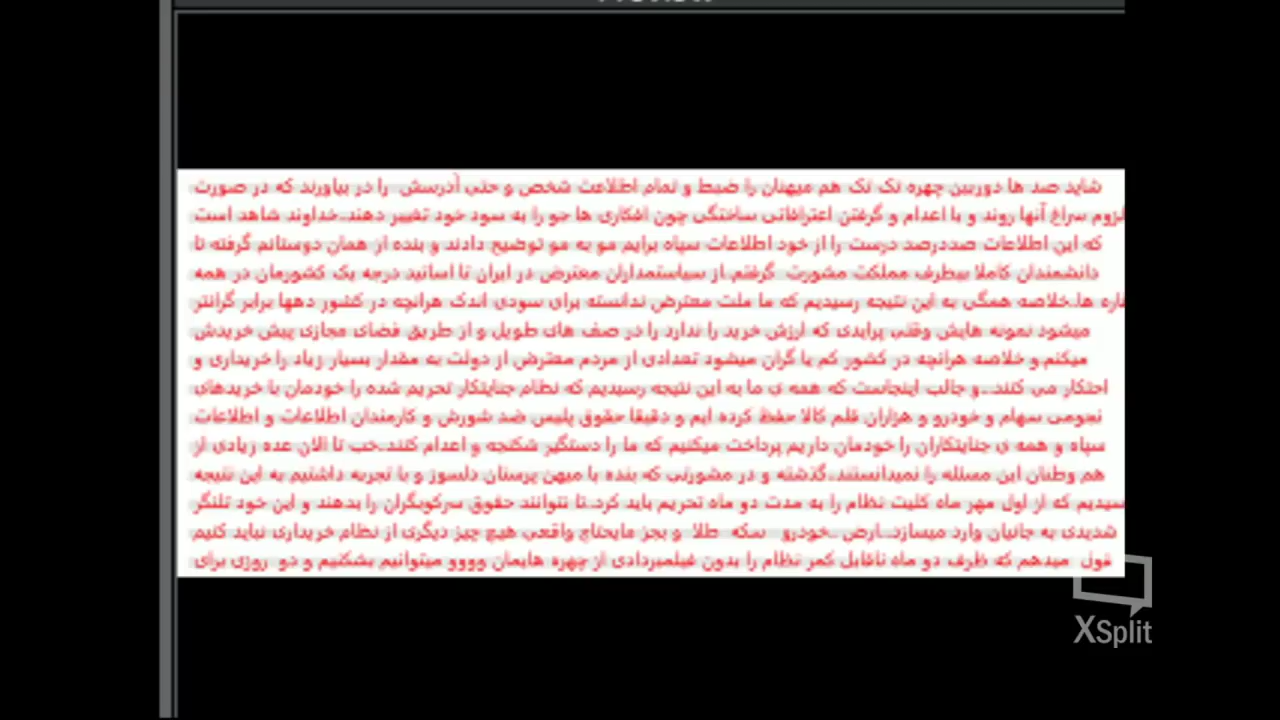 شاید صد ها دوربین چهره تک تک هم میهنان را ضبط و تمام اطلاعت شخص و حتی آدرسش را در بیاورند که در صورت
لزوم سراغ آنها روند و با اعدام و گرفتن اعترافاتی ساختگی چون افکاری ها جو را به سود خود تغییر دهند..خداوند شاهد است
که این اطلاعات صددرصد درست را از خود اطلاعات سپاه برایم مو به مو توضیح دادند و بنده از همان دوستانم گرفته تا
دانشمندان کاملا بیطرف مملکت مشورت گرفتم.از سیاستمداران معترض در ایران تا اساتید درجه یک کشورمان در همه
ها..خلاصه همگی به این نتیجه رسیدیم که ما ملت معترض ندانسته برای سودی اندک هرانچه در کشور دهها برابر گرانتر
میشود نمونه هایش وقتی پرایدی که ارزش خرید را ندارد را در صف های طویل و از طریق فضای مجازی پیش خریدش
میکنم و خلاصه هرانچه در کشور کم یا گران میشود تعدادی از مردم معترض از دولت به مقدار بسیار زیاد را خریداری و
احتکار می کنند...و جالب اینجاست که همه ی ما به این نتیجه رسیدیم که نظام جنایتکار تحریم شده را خودمان با خریدهای
نجومی سهام و خودرو و هزاران قلم کالا حفظ کرده ایم و دقیقا حقوق پلیس ضد شورش و کارمندان اطلاعات و اطلاعات
سپاه و همه ی جنایتکاران را خودمان داریم پرداخت میکنیم که ما را دستگیر شکنجه و اعدام کنند..خب تا الان عده زیادی از
هم وطنان این مسئله را نمیدانستند..گذشته و در مشورتی که بنده با میهن پرستان دلسوز و با تجربه داشتیم به این نتیجه
سیدیم که از اول مهر ماه کلیت نظام را به مدت دو ماه تحریم باید کرد..تا نتوانند حقوق سرکوبگران را بدهند و این خود تلنگر
شدیدی به جانیان وارد میسازد..ارض ..خودرو سکه طلا و بجز مایحتاج واقعی هیچ چیز دیگری از نظام خریداری نباید کنیم
قول میدهم که ظرف دو ماه ناقابل کمر نظام را بدون فیلمبردادی از چهره هایمان وووو میتوانیم بشکنیم و دو روزی برای
XSplit